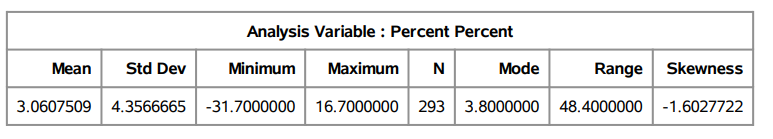 Analysis Variable : Percent Percent
Mean Std Dev Minimum Maximum N Mode Range Skewness
3.0607509 4.3566665 -31.7000000 16.7000000 293 3.8000000 48.4000000 -1.6027722